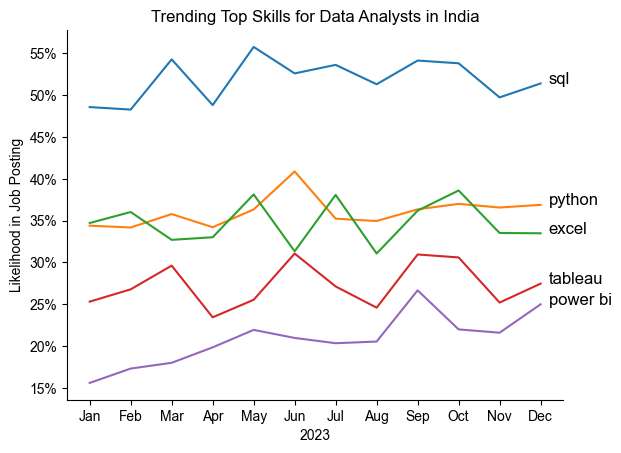 Trending Top Skills for Data Analysts in India
Likelihood in Job Posting
55%
50%
45%
40%
35%
30%
25%
20%
15%
sql
python
excel
tableau
power bi
Jan Feb Mar Apr May Jun Jul Aug Sep Oct Nov Dec
2023